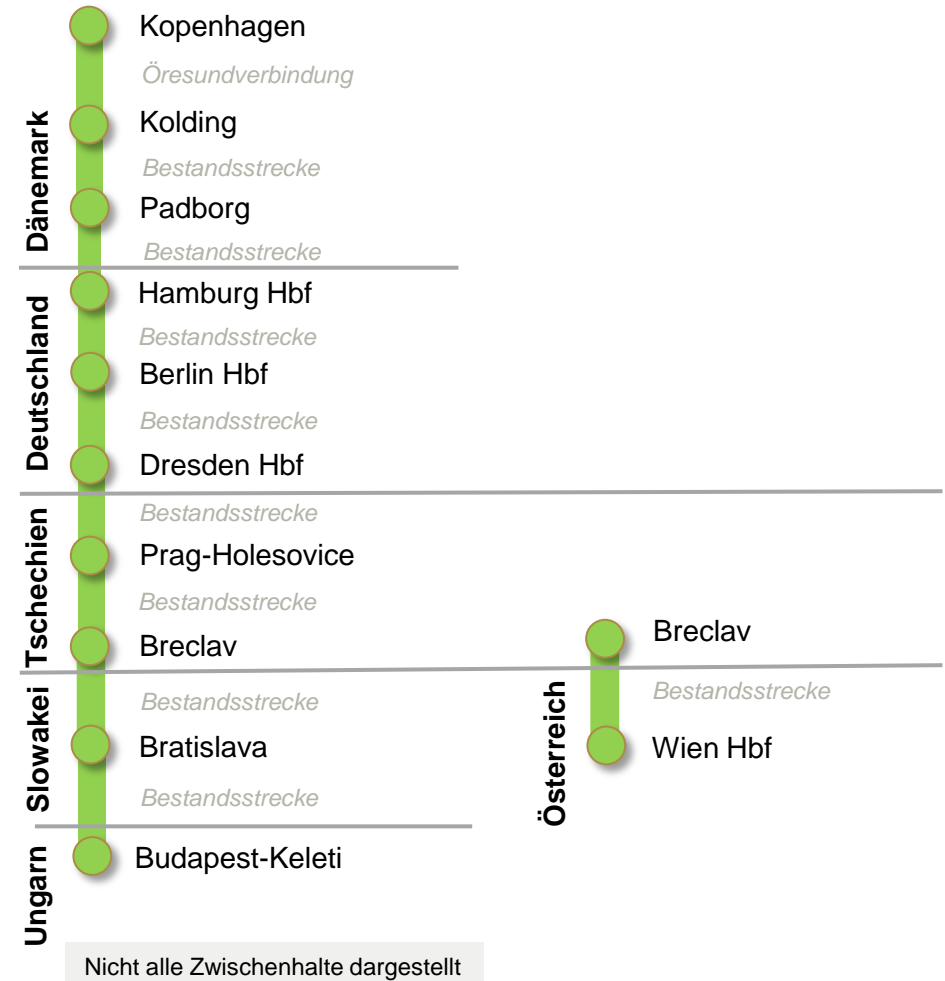 Kopenhagen
Öresundverbindung
Kolding
Bestandsstrecke
Padborg
Bestandsstrecke
Dänemark
Hamburg Hbf
Bestandsstrecke
Berlin Hbf
Bestandsstrecke
Dresden Hbf
Deutschland
Bestandsstrecke
Prag-Holesovice
Bestandsstrecke
Breclav
Tschechien
Bestandsstrecke
Bratislava
Bestandsstrecke
Slowakei
Budapest-Keleti
Ungarn
Breclav
Bestandsstrecke
Wien Hbf
Österreich
Nicht alle Zwischenhalte dargestellt